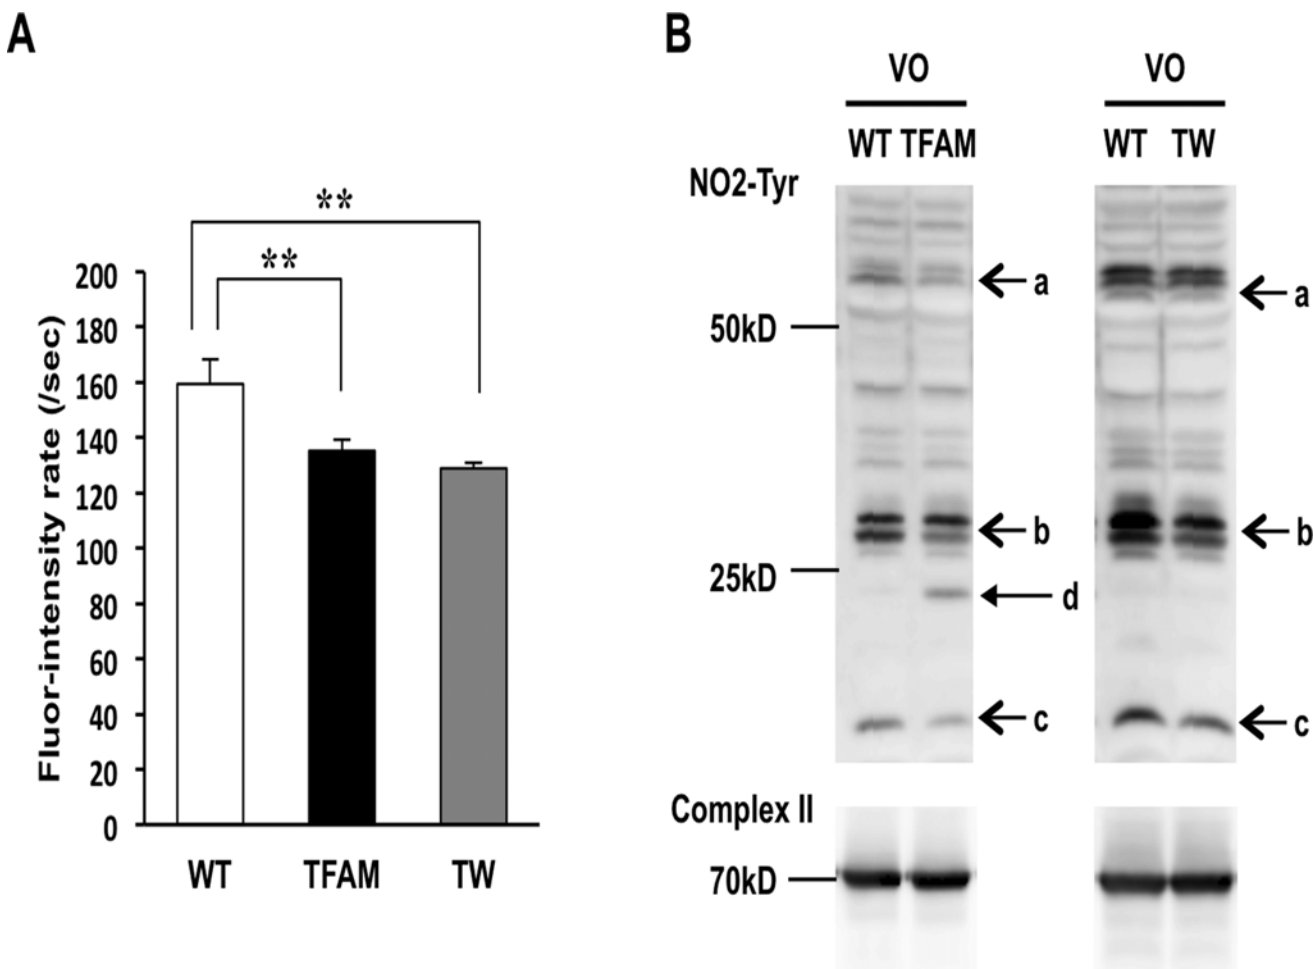 A
**
**
Fluor-intensity rate (/sec)
200
180
160
140
120
100
80
60
40
20
0
WT TFAM TW
B
VO VO
WT TFAM WT TW
NO2-Tyr
a a
50kD
b b
25kD
d
c c
Complex II
70kD